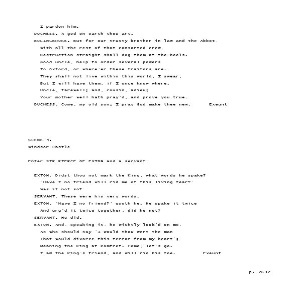 I pardon him.
DUCHESS. A god on earth thou art.
BOLINGBROKE. But for our trusty brother-in-law and the abbot,
With all the rest of that consorted crew,
Destruction straight shall dog them at the heels.
Good uncle, help to order several powers
To Oxford, or where'er these traitors are.
They shall not live within this world, I swear,
But I will have them, if I once know where.
Uncle, farewell; and, cousin, adieu;
Your mother well hath pray'd, and prove you true.
DUCHESS. Come, my old son; I pray God make thee new. Exeunt
SCENE 4.
Windsor Castle
Enter SIR PIERCE OF EXTON and a servant
EXTON. Didst thou not mark the King, what words he spake?
'Have I no friend will rid me of this living fear?'
Was it not so?
SERVANT. These were his very words.
EXTON. 'Have I no friend?' quoth he. He spake it twice
And urg'd it twice together, did he not?
SERVANT. He did.
EXTON. And, speaking it, he wishtly look'd on me,
As who should say 'I would thou wert the man
That would divorce this terror from my heart';
Meaning the King at Pomfret. Come, let's go.
I am the King's friend, and will rid his foe. Exeunt